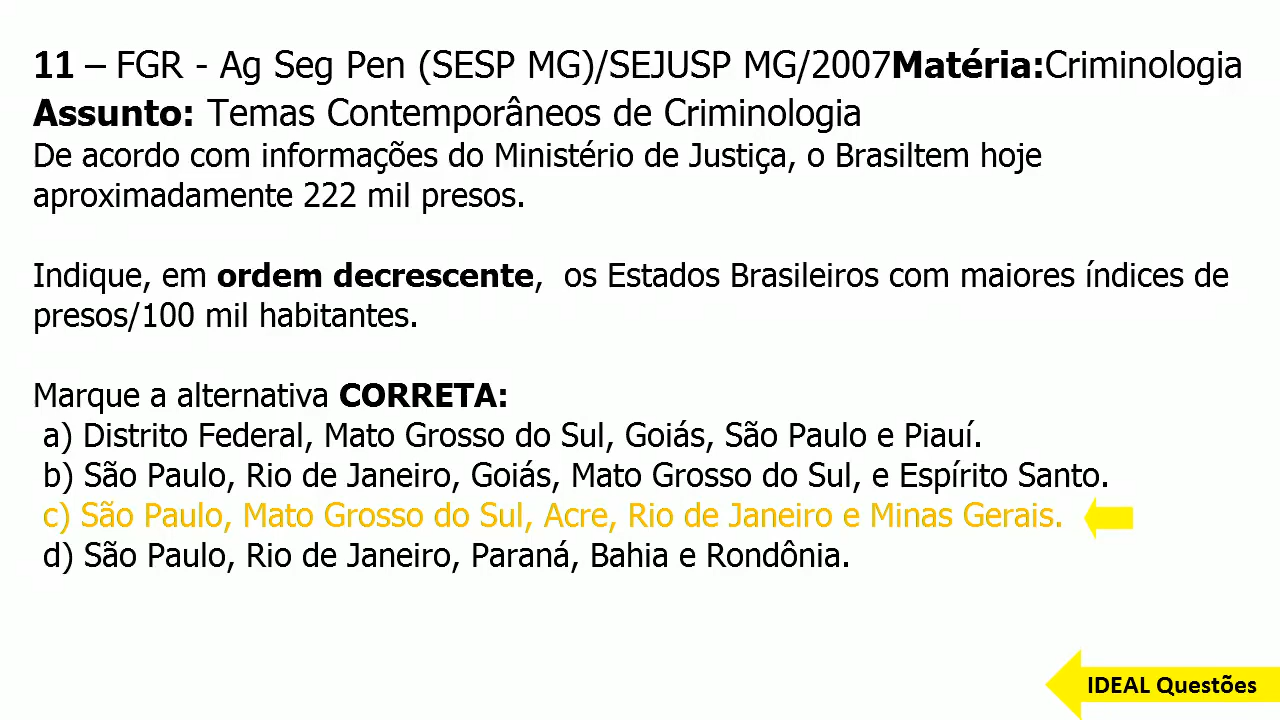 11 – FGR - Ag Seg Pen (SESP MG)/SEJUSP MG/2007Matéria:Criminologia
Assunto: Temas Contemporâneos de Criminologia
De acordo com informações do Ministério de Justiça, o Brasiltem hoje
aproximadamente 222 mil presos.
Indique, em ordem decrescente,  os Estados Brasileiros com maiores índices de
presos/100 mil habitantes.
Marque a alternativa CORRETA:
a) Distrito Federal, Mato Grosso do Sul, Goiás, São Paulo e Piauí.
b) São Paulo, Rio de Janeiro, Goiás, Mato Grosso do Sul, e Espírito Santo.
c) São Paulo, Mato Grosso do Sul, Acre, Rio de Janeiro e Minas Gerais.
d) São Paulo, Rio de Janeiro, Paraná, Bahia e Rondônia.
IDEAL Questões